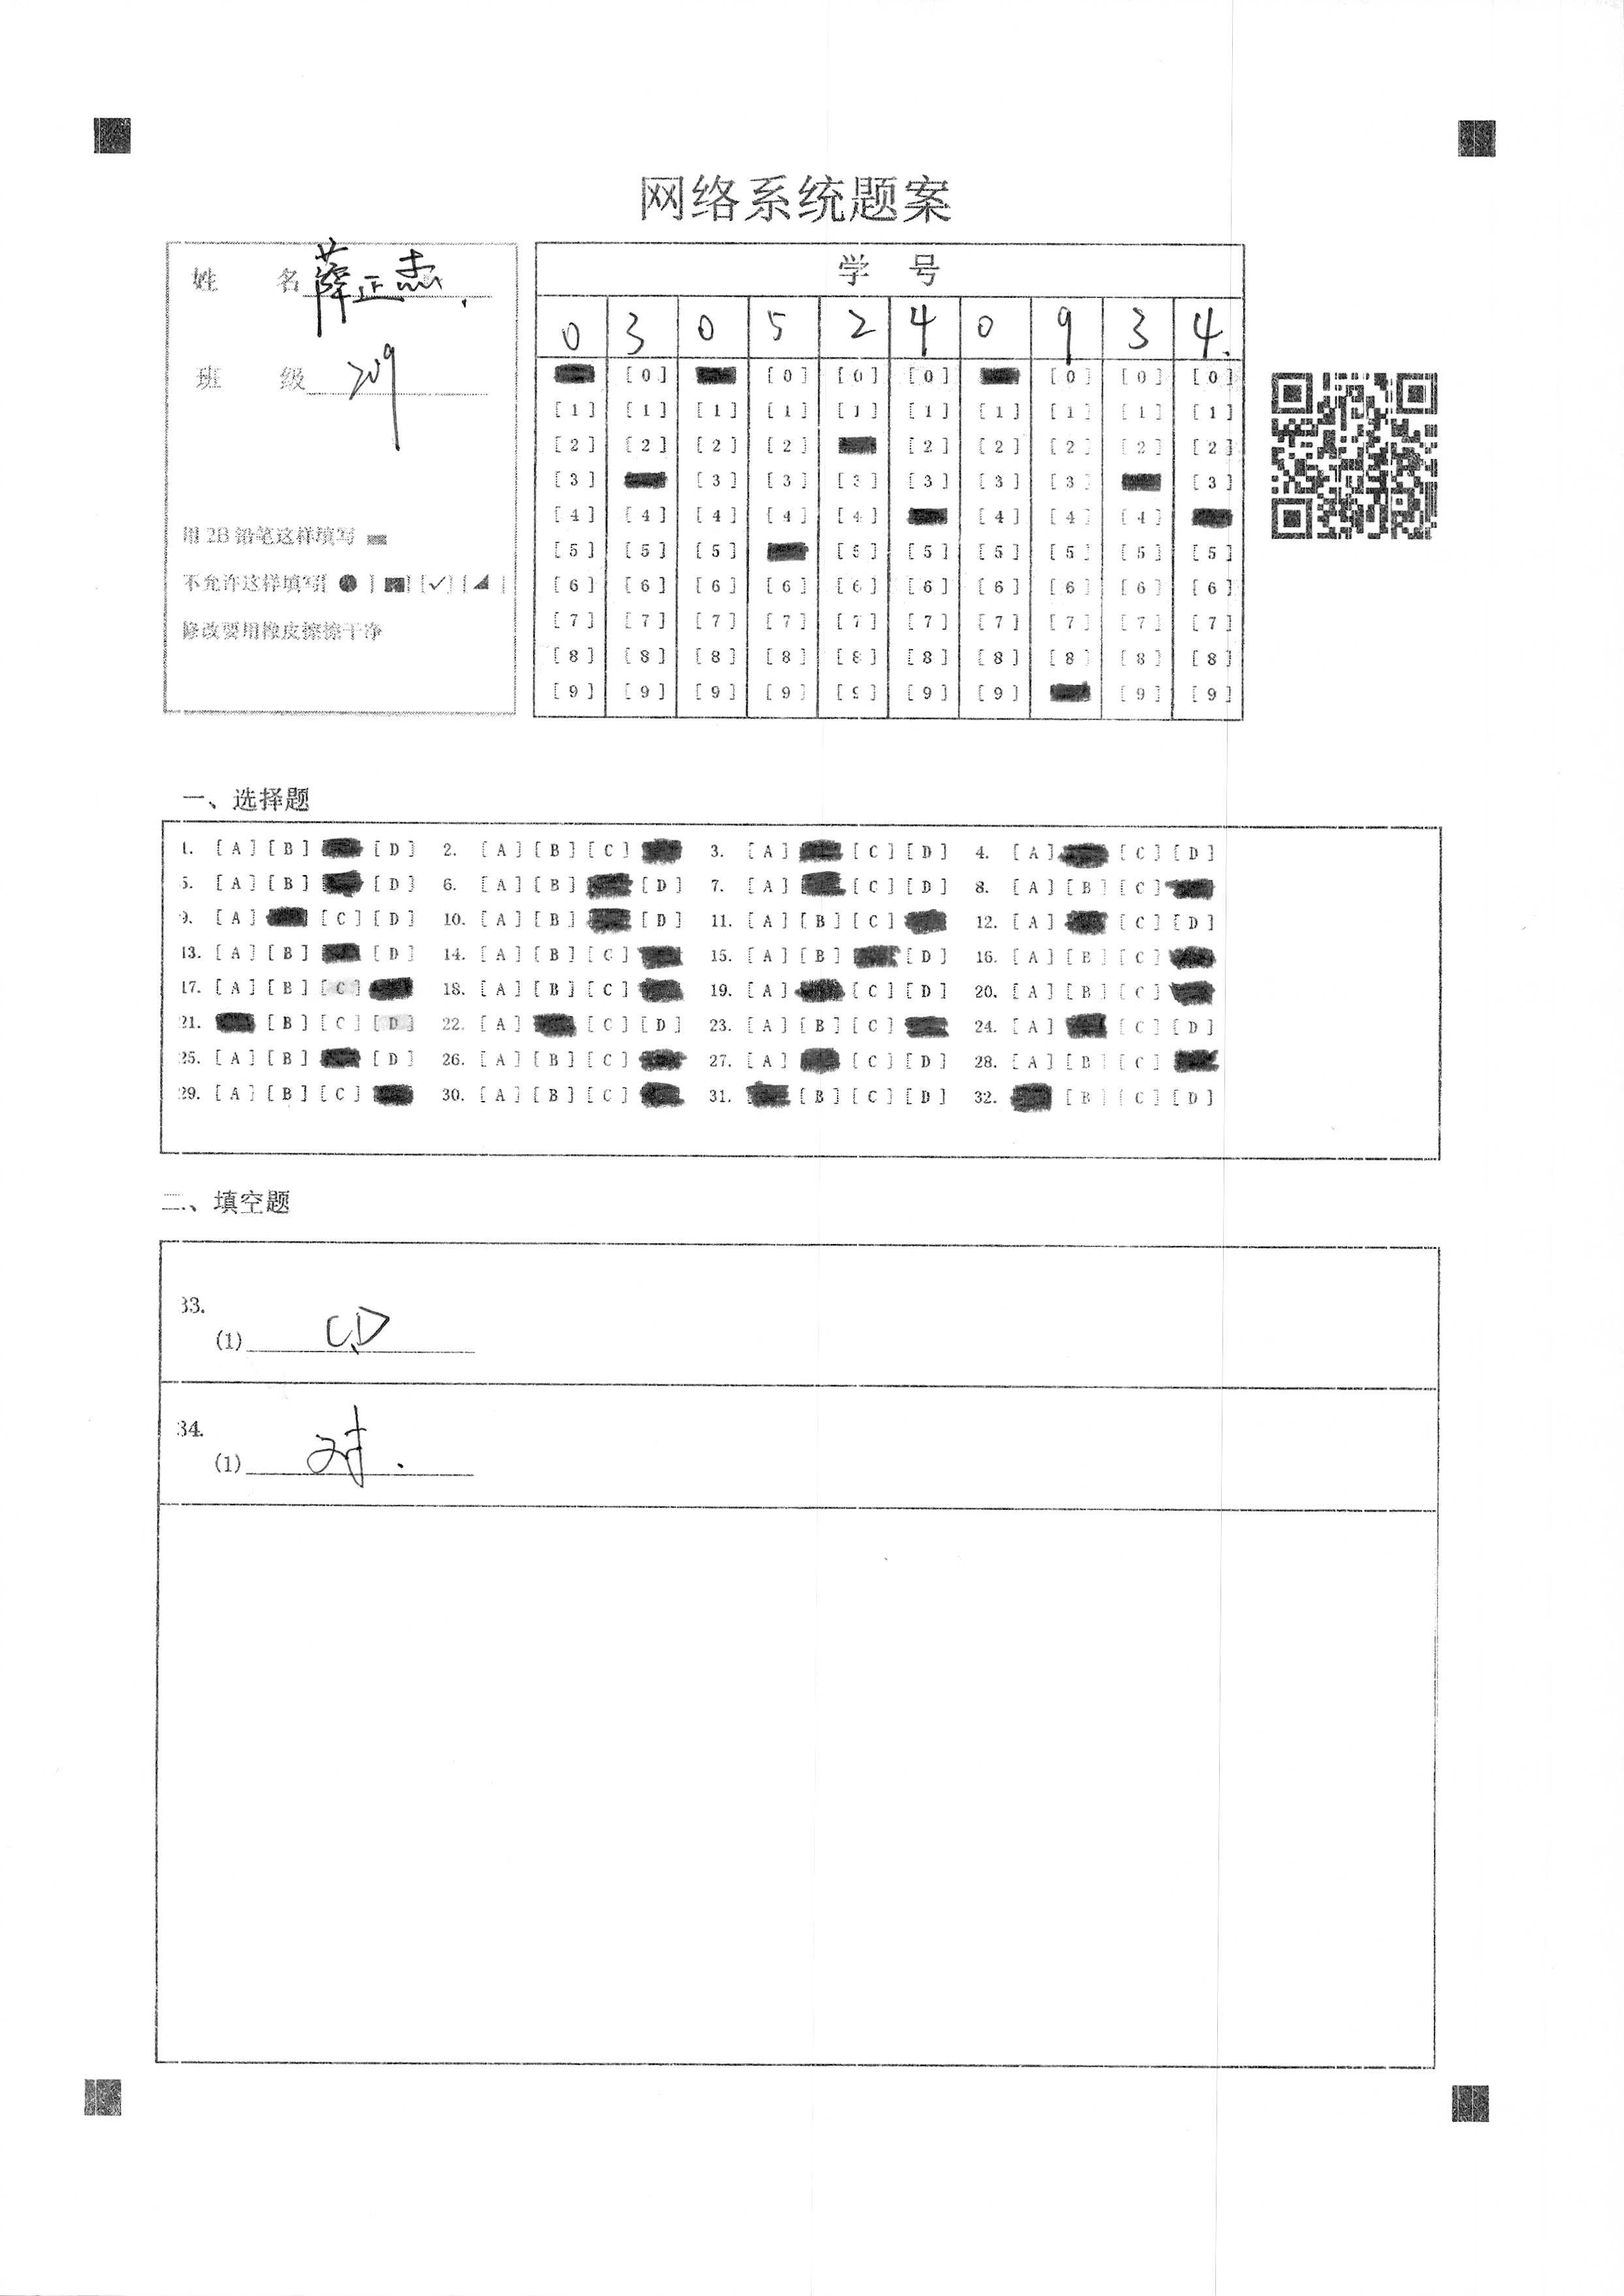 网络系统题案
姓 名 薛正杰.
班 级 209
用 2B 铅笔这样填写
不允许这样填写[ ● ] [■] [✓] [◢]
修改要用橡皮擦擦干净
学 号
0 3 0 5 2 4 0 9 3 4.
[0] [0] [0] [0] [0] [0] [0]
[1] [1] [1] [1] [1] [1] [1] [1] [1] [1]
[2] [2] [2] [2] [2] [2] [2] [2] [2]
[3] [3] [3] [3] [3] [3] [3] [3]
[4] [4] [4] [4] [4] [4] [4] [4]
[5] [5] [5] [5] [5] [5] [5] [5] [5]
[6] [6] [6] [6] [6] [6] [6] [6] [6] [6]
[7] [7] [7] [7] [7] [7] [7] [7] [7] [7]
[8] [8] [8] [8] [8] [8] [8] [8] [8] [8]
[9] [9] [9] [9] [9] [9] [9] [9] [9]
一、选择题
1. [A] [B] [D] 2. [A] [B] [C] 3. [A] [C] [D] 4. [A] [C] [D]
5. [A] [B] [D] 6. [A] [B] [D] 7. [A] [C] [D] 8. [A] [B] [C]
9. [A] [C] [D] 10. [A] [B] [D] 11. [A] [B] [C] 12. [A] [C] [D]
13. [A] [B] [D] 14. [A] [B] [C] 15. [A] [B] [D] 16. [A] [B] [C]
17. [A] [B] [C] 18. [A] [B] [C] 19. [A] [C] [D] 20. [A] [B] [C]
21. [B] [C] [D] 22. [A] [C] [D] 23. [A] [B] [C] 24. [A] [C] [D]
25. [A] [B] [D] 26. [A] [B] [C] 27. [A] [C] [D] 28. [A] [B] [C]
29. [A] [B] [C] 30. [A] [B] [C] 31. [B] [C] [D] 32. [B] [C] [D]
二、填空题
33.
(1) C、D
34.
(1) 对.